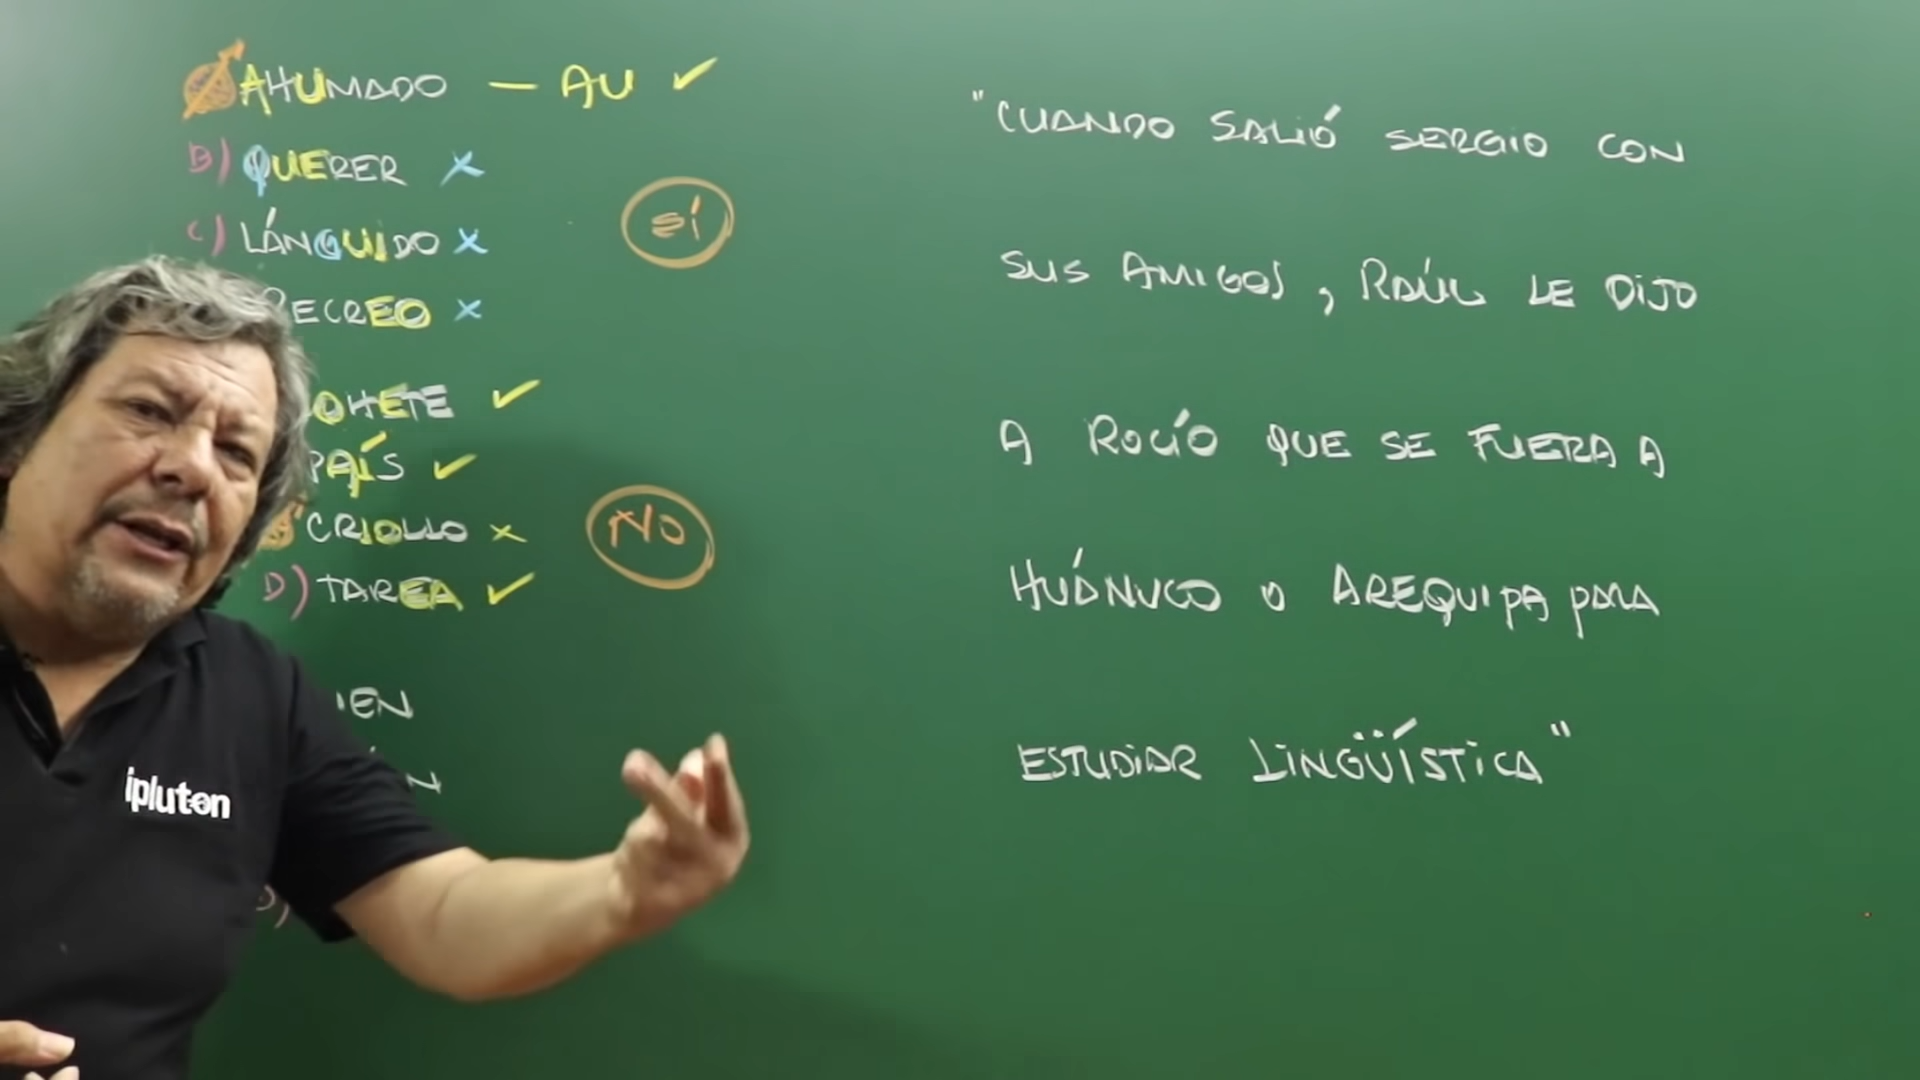 AHUMADO — AU ✓
B) QUERER ×
C) LÁNGUIDO ×
RECREO ×
SÍ
OHETE ✓
PAÍS ✓
CRIOLLO ×
D) TAREA ✓
NO
IEN
N
D)
"CUANDO SALIÓ SERGIO CON
SUS AMIGOS, RAÚL LE DIJO
A ROCÍO QUE SE FUERA A
HUÁNUCO O AREQUIPA PARA
ESTUDIAR LINGÜÍSTICA"
ipluton